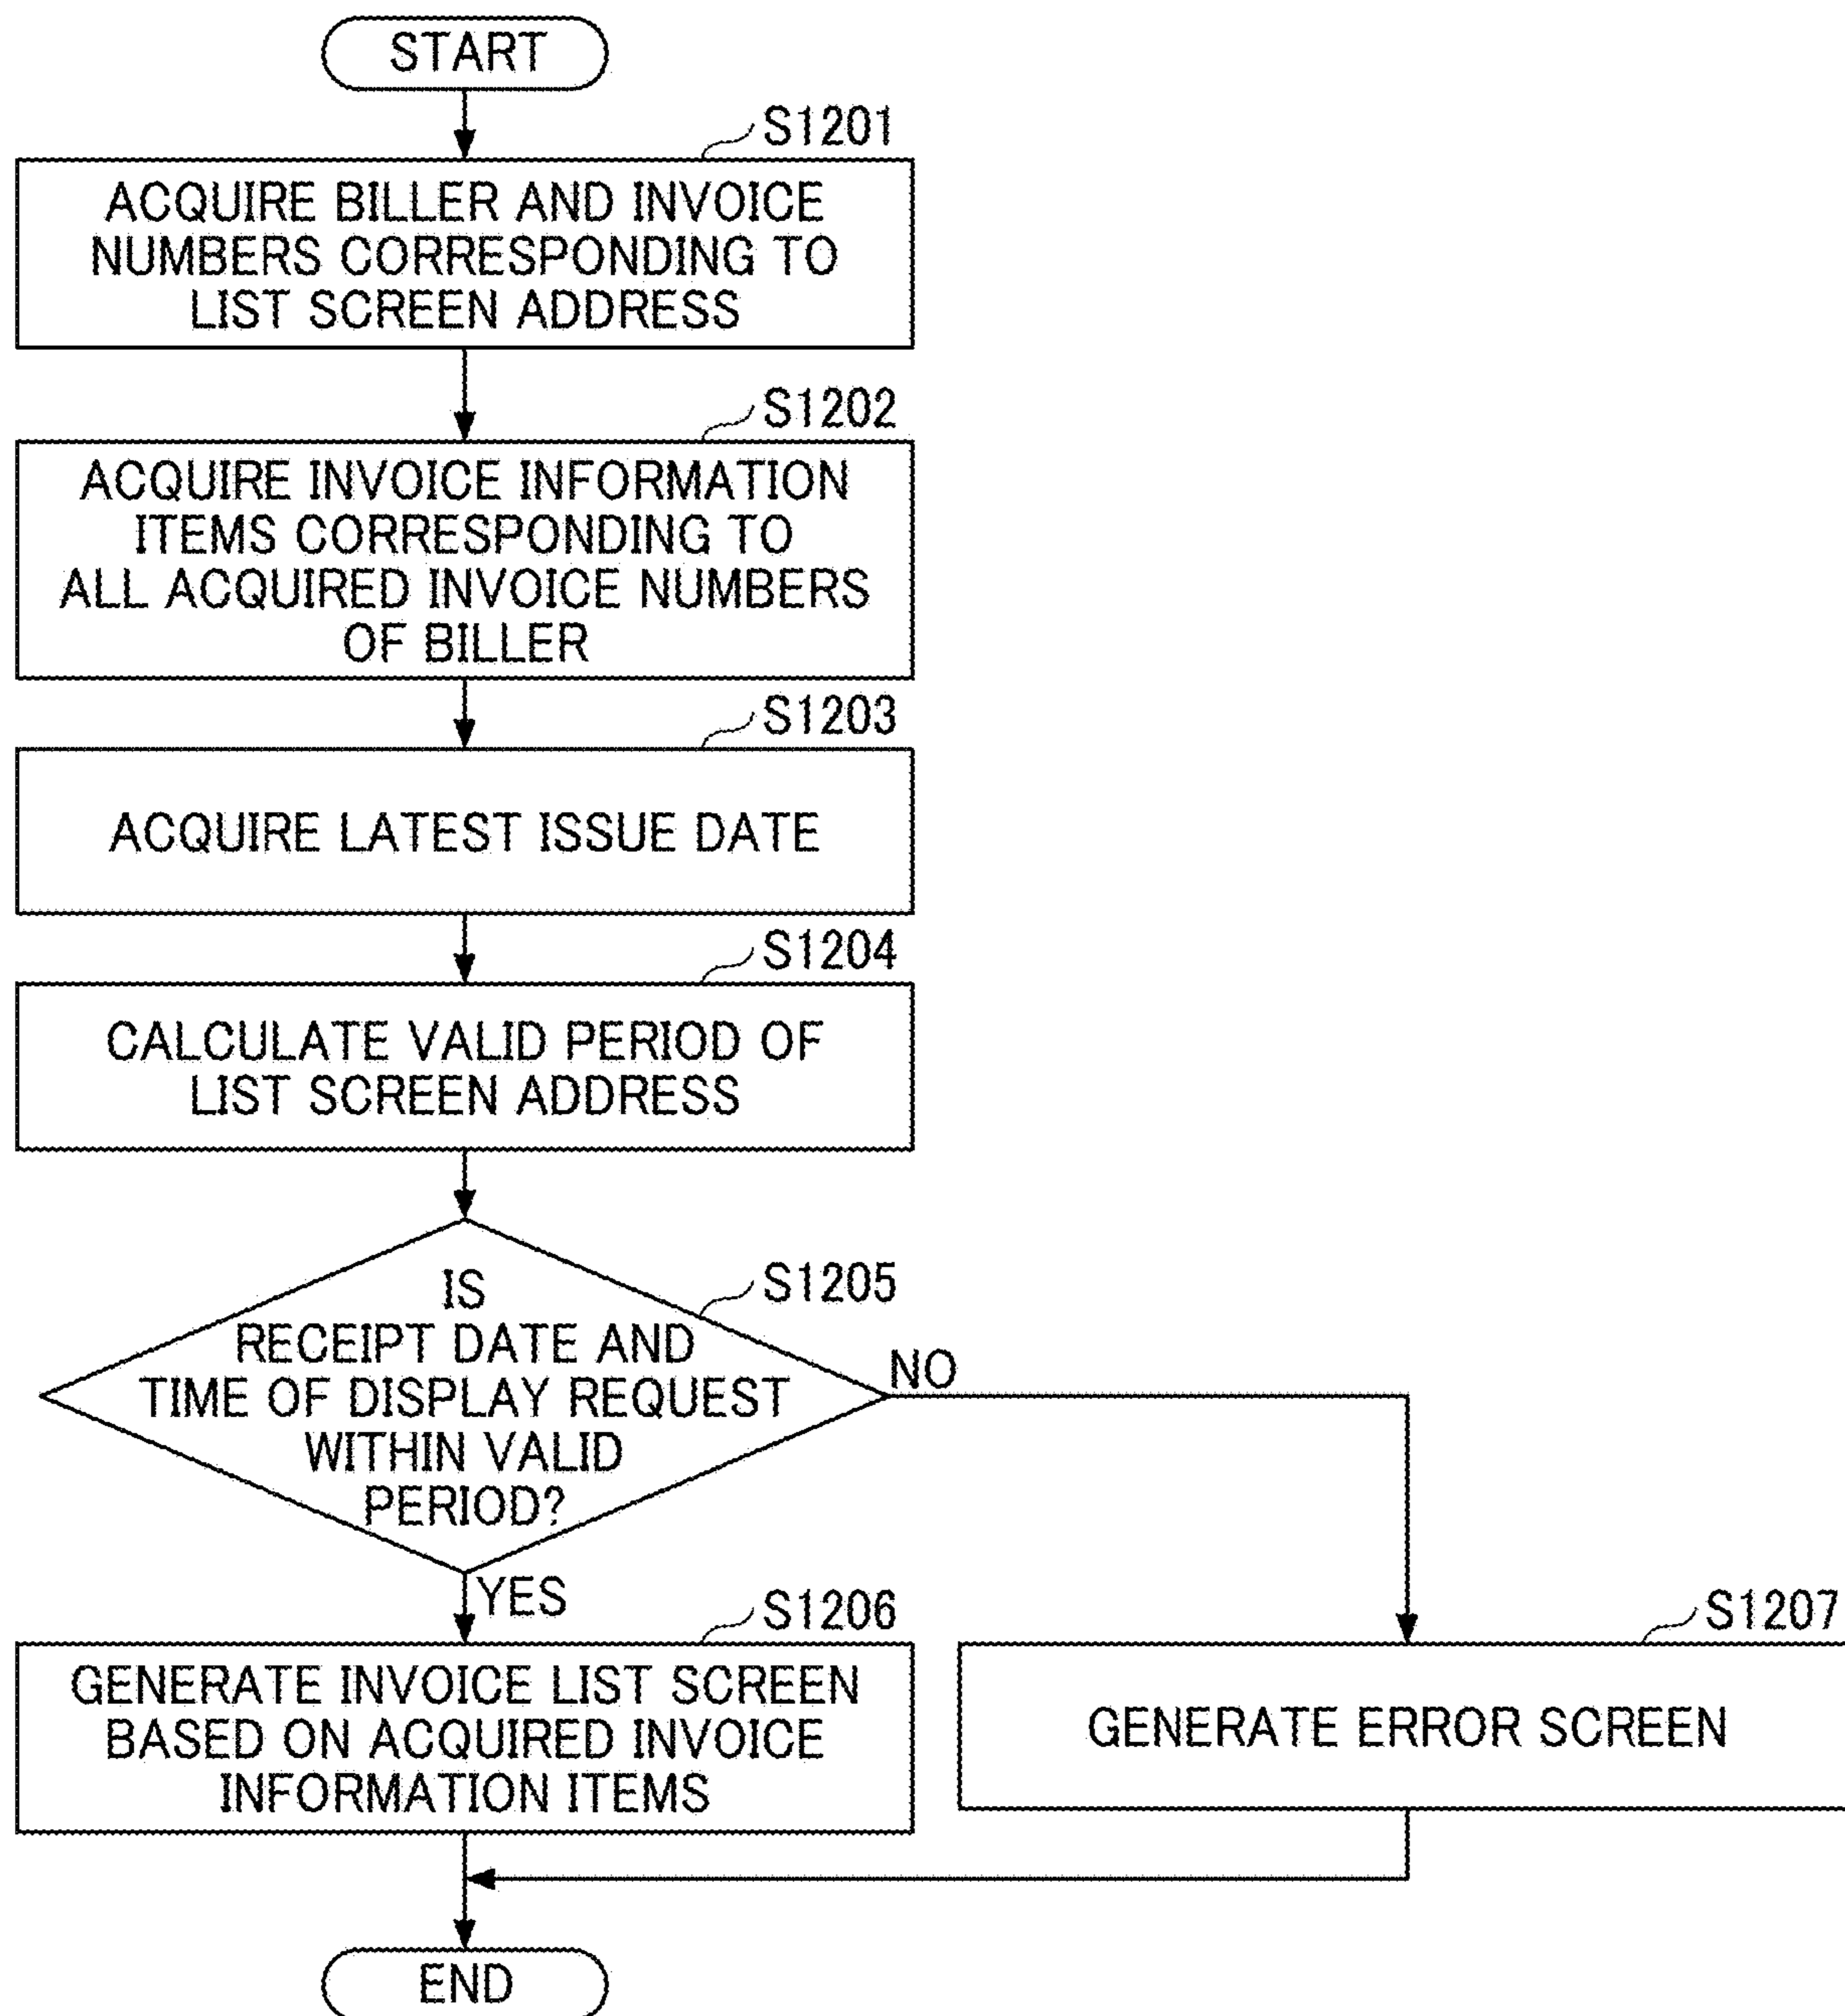 START
S1201
ACQUIRE BILLER AND INVOICE
NUMBERS CORRESPONDING TO
LIST SCREEN ADDRESS
S1202
ACQUIRE INVOICE INFORMATION
ITEMS CORRESPONDING TO
ALL ACQUIRED INVOICE NUMBERS
OF BILLER
S1203
ACQUIRE LATEST ISSUE DATE
S1204
CALCULATE VALID PERIOD OF
LIST SCREEN ADDRESS
S1205
IS
RECEIPT DATE AND
TIME OF DISPLAY REQUEST
WITHIN VALID
PERIOD?
NO
YES
S1206
GENERATE INVOICE LIST SCREEN
BASED ON ACQUIRED INVOICE
INFORMATION ITEMS
S1207
GENERATE ERROR SCREEN
END